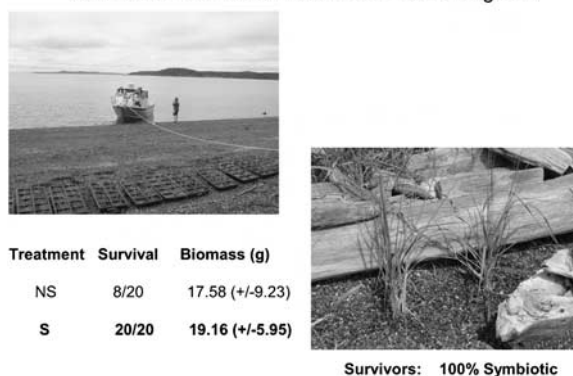 Treatment Survival Biomass (g)
NS 8/20 17.58 (+/-9.23)
S 20/20 19.16 (+/-5.95)
Survivors: 100% Symbiotic